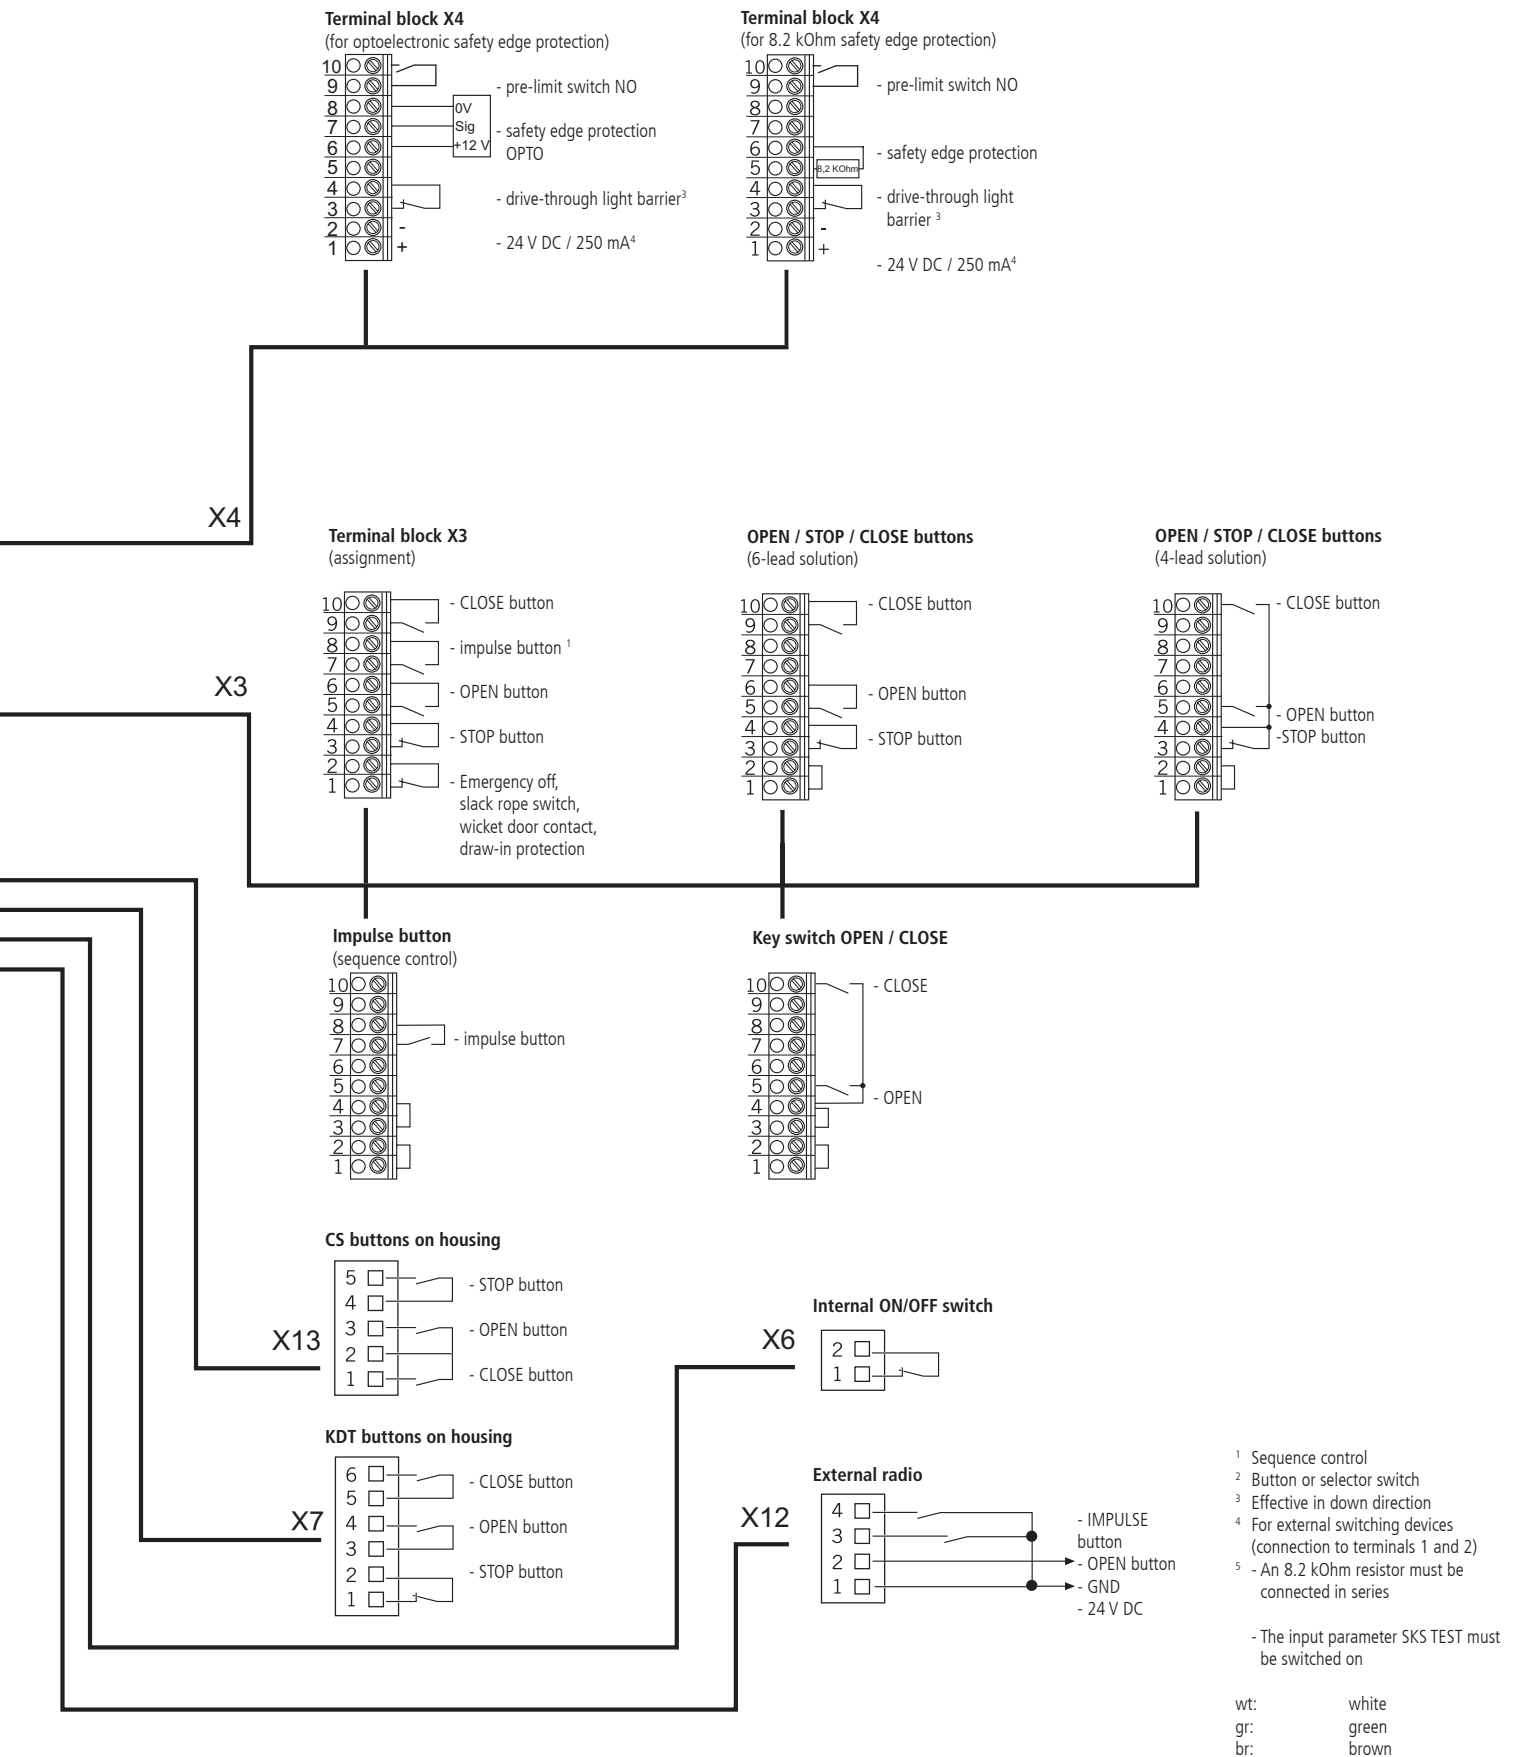 Terminal block X4
(for optoelectronic safety edge protection)
10
9
8
7
6
5
4
3
2
1
0V
Sig
+12 V
-
+
- pre-limit switch NO
- safety edge protection
OPTO
- drive-through light barrier³
- 24 V DC / 250 mA⁴
Terminal block X4
(for 8.2 kOhm safety edge protection)
10
9
8
7
6
5
4
3
2
1
8,2 KOhm
-
+
- pre-limit switch NO
- safety edge protection
- drive-through light
barrier ³
- 24 V DC / 250 mA⁴
X4
Terminal block X3
(assignment)
10
9
8
7
6
5
4
3
2
1
- CLOSE button
- impulse button ¹
- OPEN button
- STOP button
- Emergency off,
slack rope switch,
wicket door contact,
draw-in protection
OPEN / STOP / CLOSE buttons
(6-lead solution)
10
9
8
7
6
5
4
3
2
1
- CLOSE button
- OPEN button
- STOP button
OPEN / STOP / CLOSE buttons
(4-lead solution)
10
9
8
7
6
5
4
3
2
1
- CLOSE button
- OPEN button
-STOP button
X3
Impulse button
(sequence control)
10
9
8
7
6
5
4
3
2
1
- impulse button
Key switch OPEN / CLOSE
10
9
8
7
6
5
4
3
2
1
- CLOSE
- OPEN
CS buttons on housing
X13
5
4
3
2
1
- STOP button
- OPEN button
- CLOSE button
Internal ON/OFF switch
X6
2
1
KDT buttons on housing
X7
6
5
4
3
2
1
- CLOSE button
- OPEN button
- STOP button
External radio
X12
4
3
2
1
- IMPULSE
button
- OPEN button
- GND
- 24 V DC
¹ Sequence control
² Button or selector switch
³ Effective in down direction
⁴ For external switching devices
(connection to terminals 1 and 2)
⁵ - An 8.2 kOhm resistor must be
connected in series
- The input parameter SKS TEST must
be switched on
wt: white
gr: green
br: brown